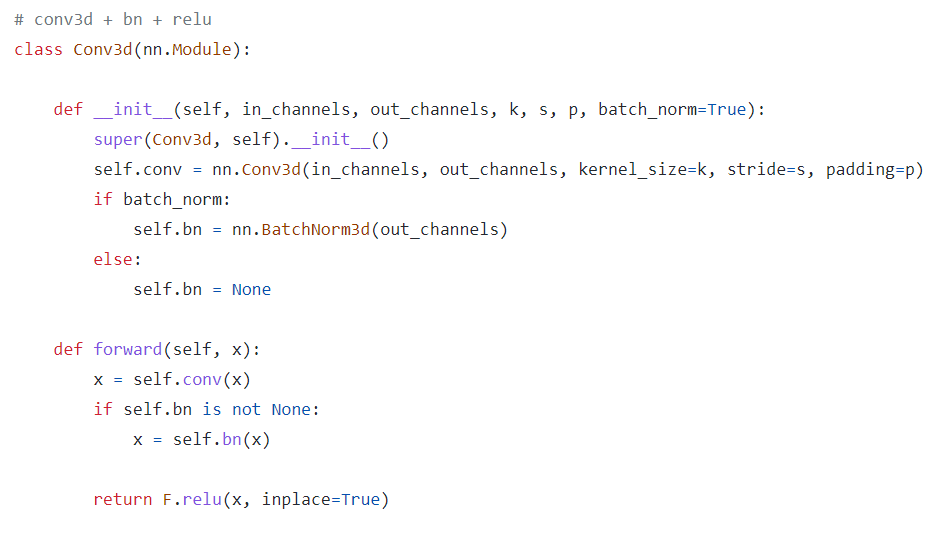 # conv3d + bn + relu
class Conv3d(nn.Module):
    def __init__(self, in_channels, out_channels, k, s, p, batch_norm=True):
        super(Conv3d, self).__init__()
        self.conv = nn.Conv3d(in_channels, out_channels, kernel_size=k, stride=s, padding=p)
        if batch_norm:
            self.bn = nn.BatchNorm3d(out_channels)
        else:
            self.bn = None
    def forward(self, x):
        x = self.conv(x)
        if self.bn is not None:
            x = self.bn(x)
        return F.relu(x, inplace=True)